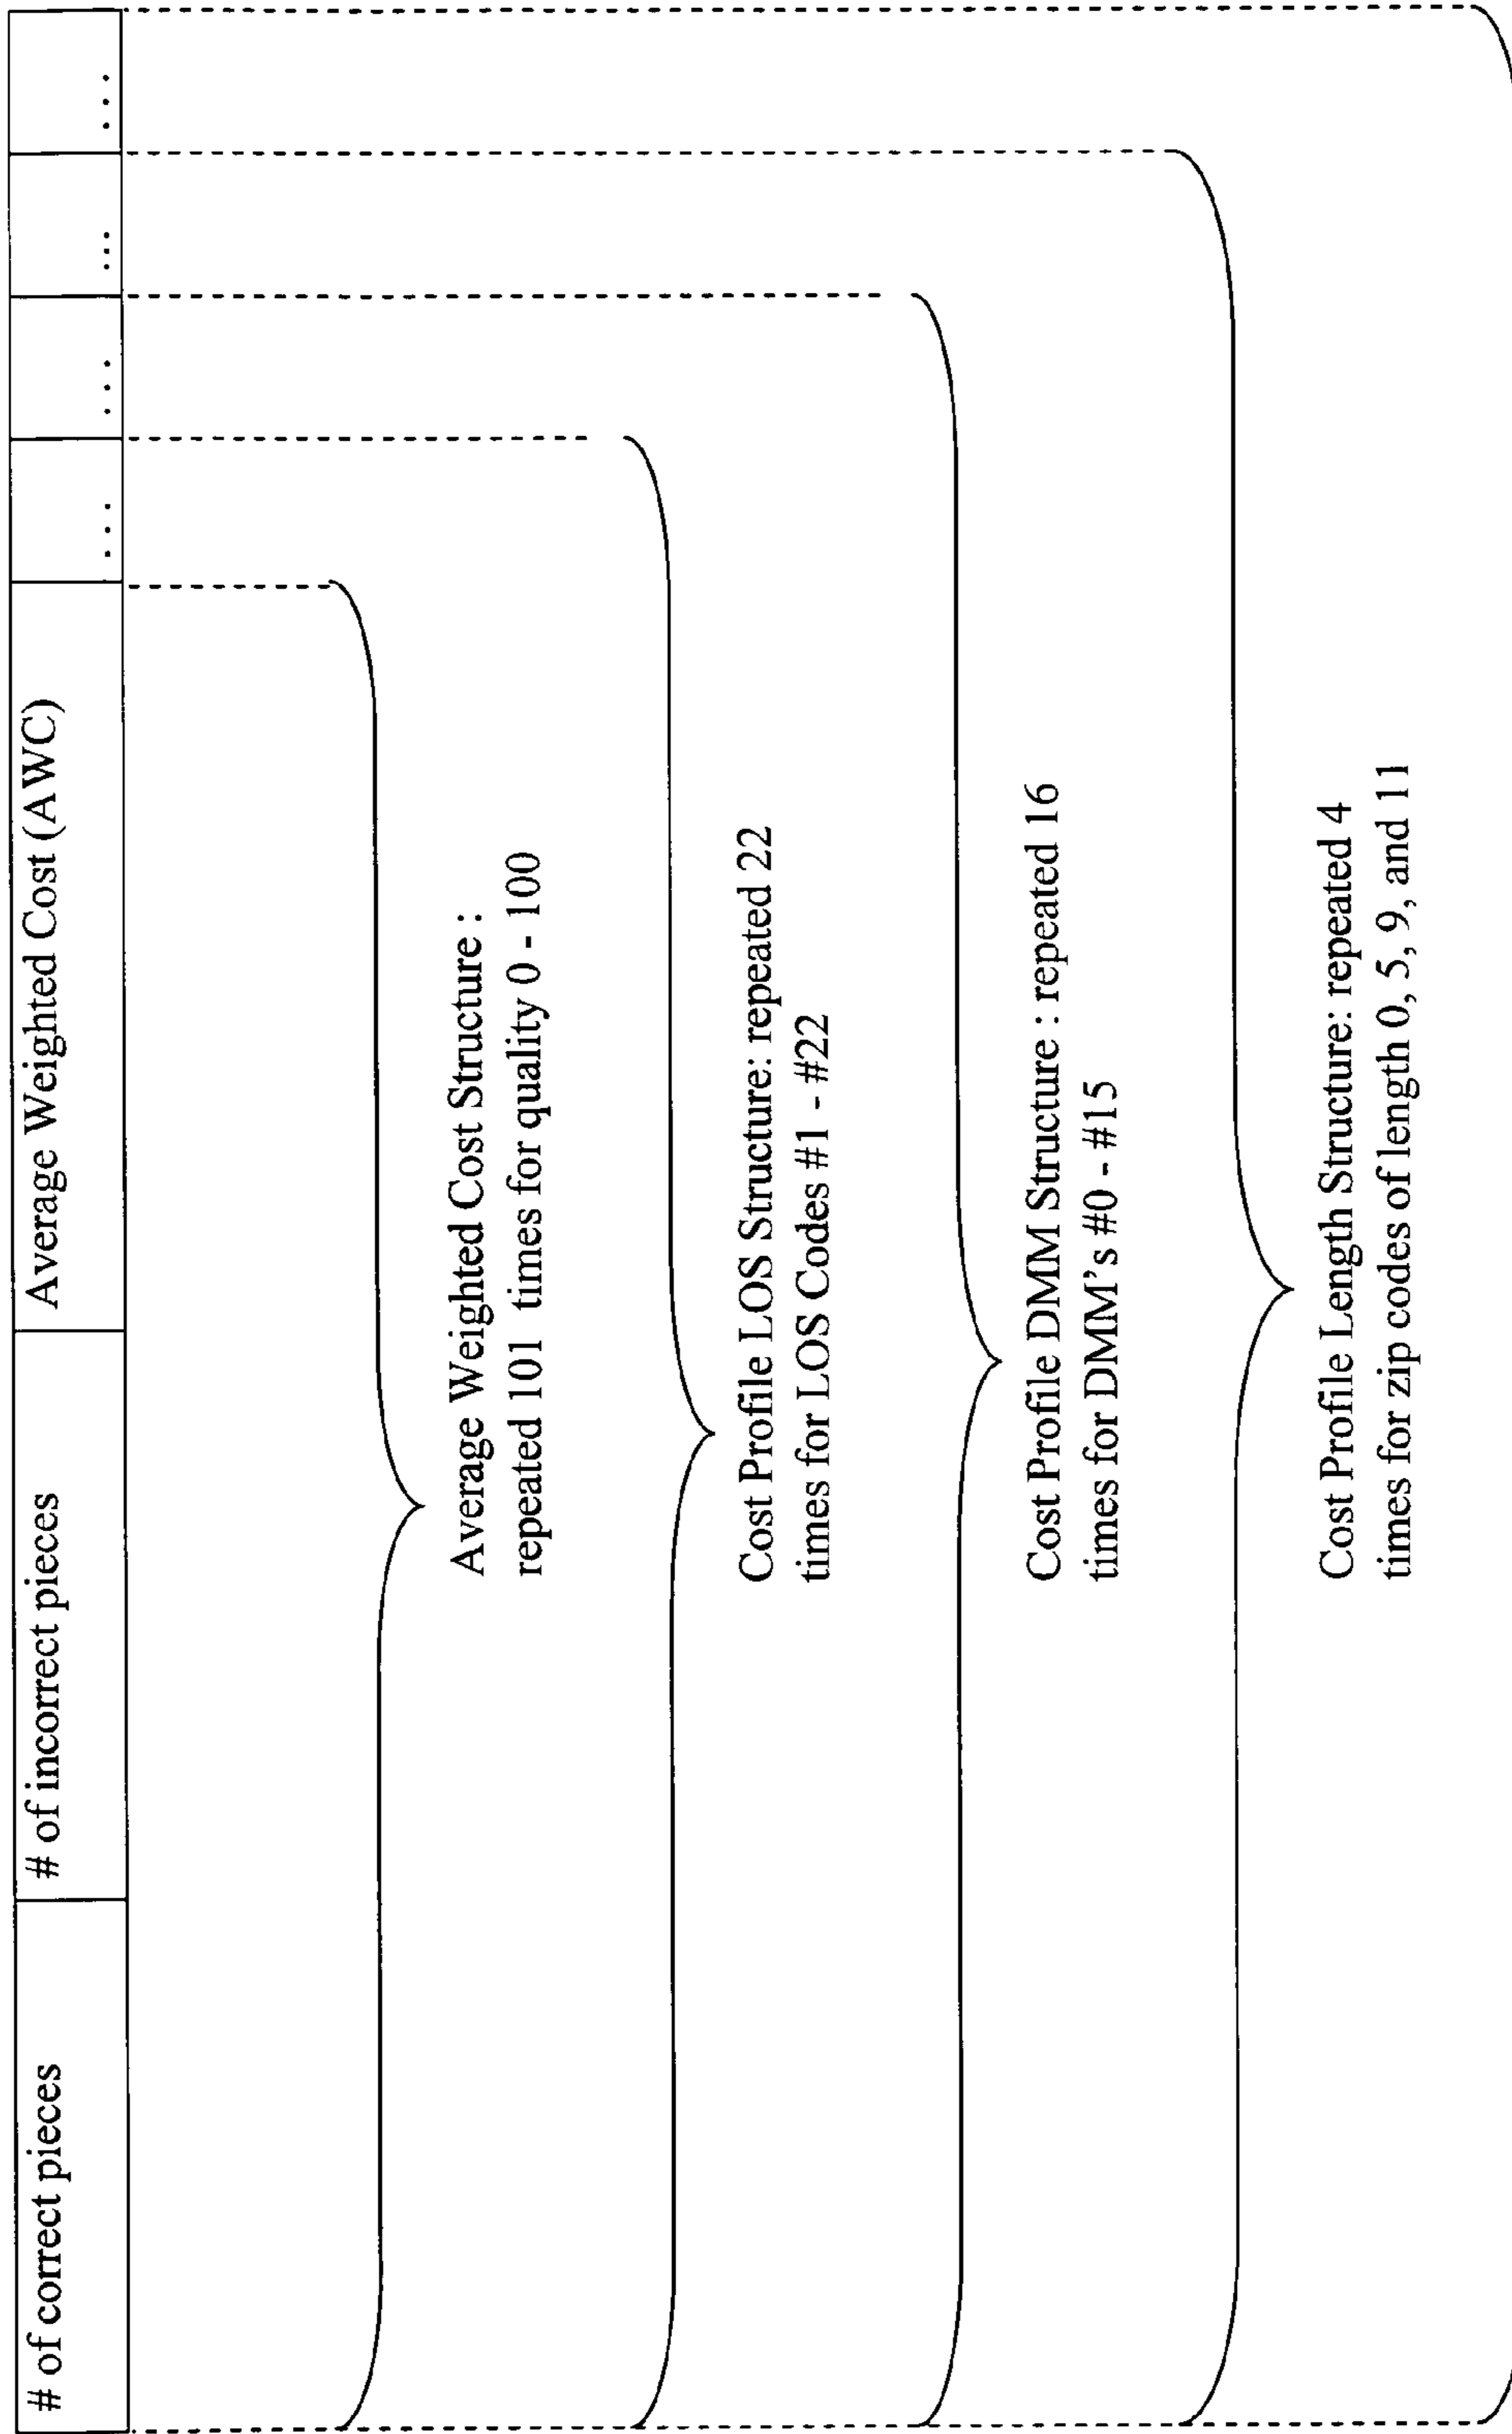 # of correct pieces
# of incorrect pieces
Average Weighted Cost (AWC)
...
...
...
...
Average Weighted Cost Structure :
repeated 101 times for quality 0 - 100
Cost Profile LOS Structure: repeated 22
times for LOS Codes #1 - #22
Cost Profile DMM Structure : repeated 16
times for DMM's #0 - #15
Cost Profile Length Structure: repeated 4
times for zip codes of length 0, 5, 9, and 11